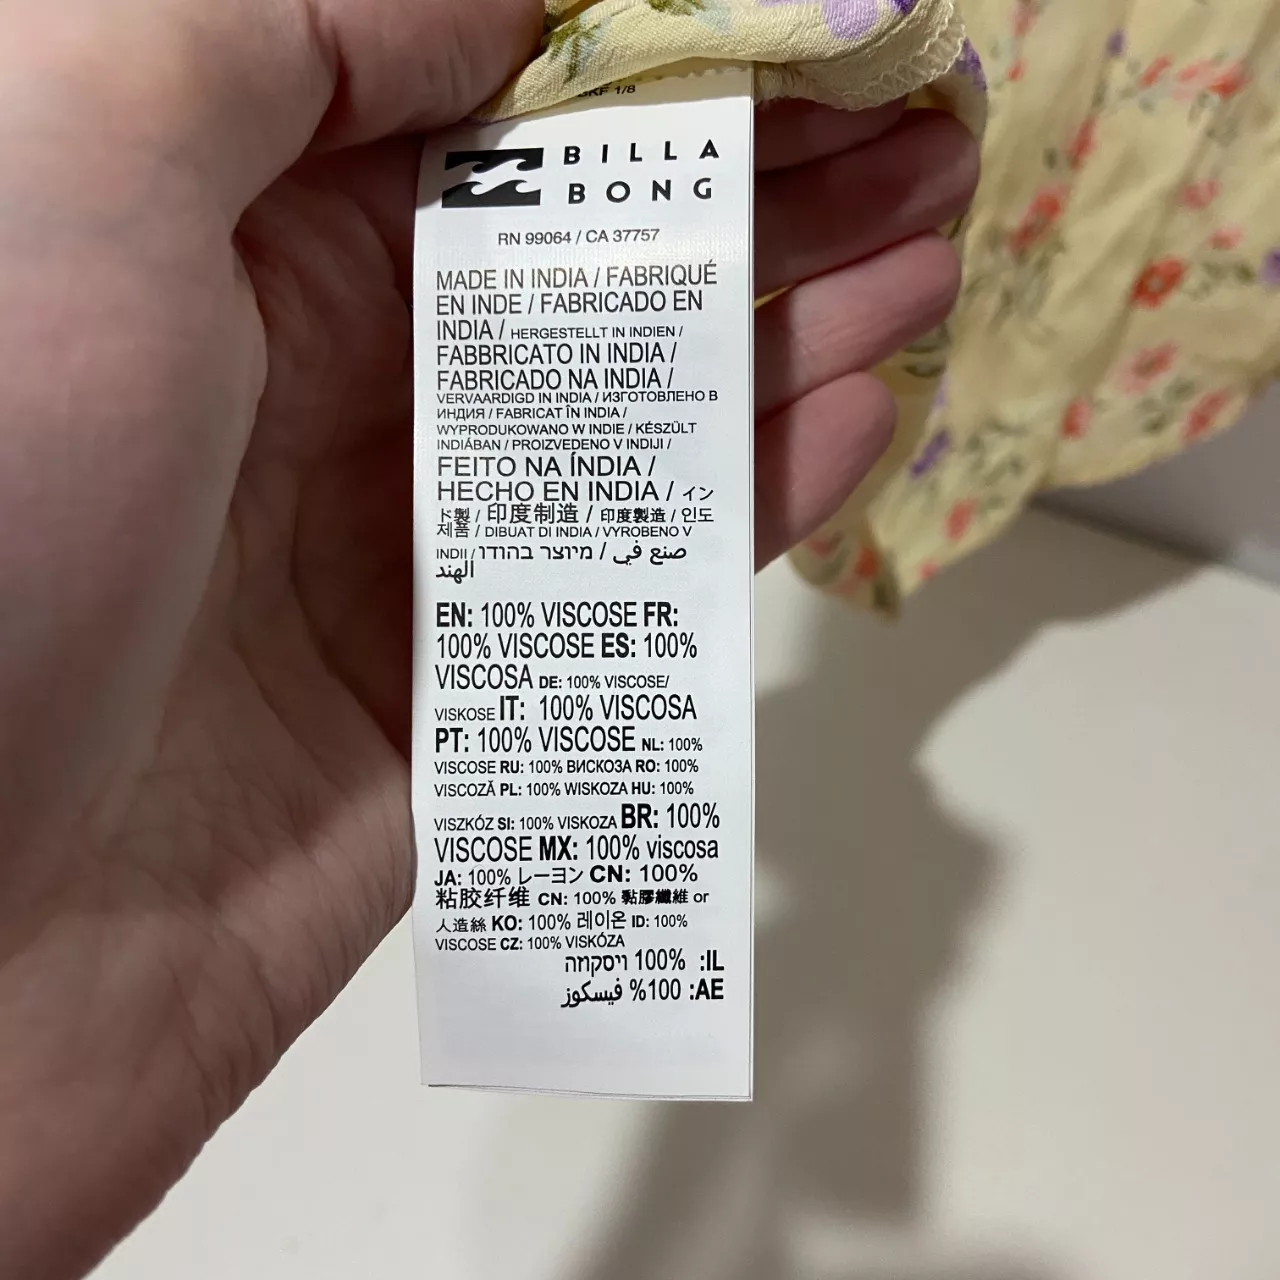 BKF 1/8
BILLA
BONG
RN 99064 / CA 37757
MADE IN INDIA / FABRIQUÉ
EN INDE / FABRICADO EN
INDIA / HERGESTELLT IN INDIEN /
FABBRICATO IN INDIA /
FABRICADO NA INDIA /
VERVAARDIGD IN INDIA / ИЗГОТОВЛЕНО В
ИНДИЯ / FABRICAT ÎN INDIA /
WYPRODUKOWANO W INDIE / KÉSZÜLT
INDIÁBAN / PROIZVEDENO V INDIJI /
FEITO NA ÍNDIA /
HECHO EN INDIA / イン
ド製 / 印度制造 / 印度製造 / 인도
제품 / DIBUAT DI INDIA / VYROBENO V
INDII / מיוצר בהודו / صنع في
الهند
EN: 100% VISCOSE FR:
100% VISCOSE ES: 100%
VISCOSA DE: 100% VISCOSE/
VISKOSE IT: 100% VISCOSA
PT: 100% VISCOSE NL: 100%
VISCOSE RU: 100% ВИСКОЗА RO: 100%
VISCOZĂ PL: 100% WISKOZA HU: 100%
VISZKÓZ SI: 100% VISKOZA BR: 100%
VISCOSE MX: 100% viscosa
JA: 100% レーヨン CN: 100%
粘胶纤维 CN: 100% 黏膠纖維 or
人造絲 KO: 100% 레이온 ID: 100%
VISCOSE CZ: 100% VISKÓZA
IL: 100% ויסקוזה
AE: 100% فيسكوز